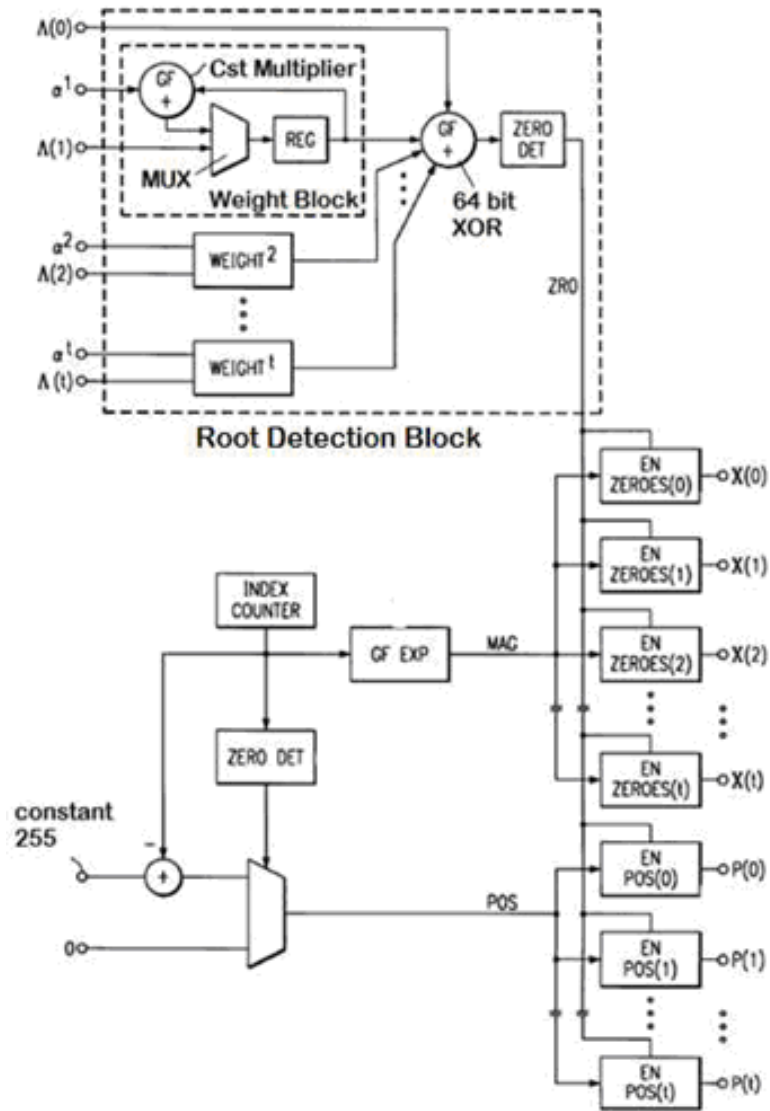 Λ(0)
GF
+
Cst Multiplier
α¹
Λ(1)
MUX
REG
Weight Block
GF
+
64 bit
XOR
ZERO
DET
α²
Λ(2)
WEIGHT²
ZRO
αᵗ
Λ(t)
WEIGHTᵗ
Root Detection Block
EN
ZEROES(0)
X(0)
EN
ZEROES(1)
X(1)
INDEX
COUNTER
GF EXP
MAG
EN
ZEROES(2)
X(2)
ZERO DET
EN
ZEROES(t)
X(t)
constant
255
-
+
0
POS
EN
POS(0)
P(0)
EN
POS(1)
P(1)
EN
POS(t)
P(t)